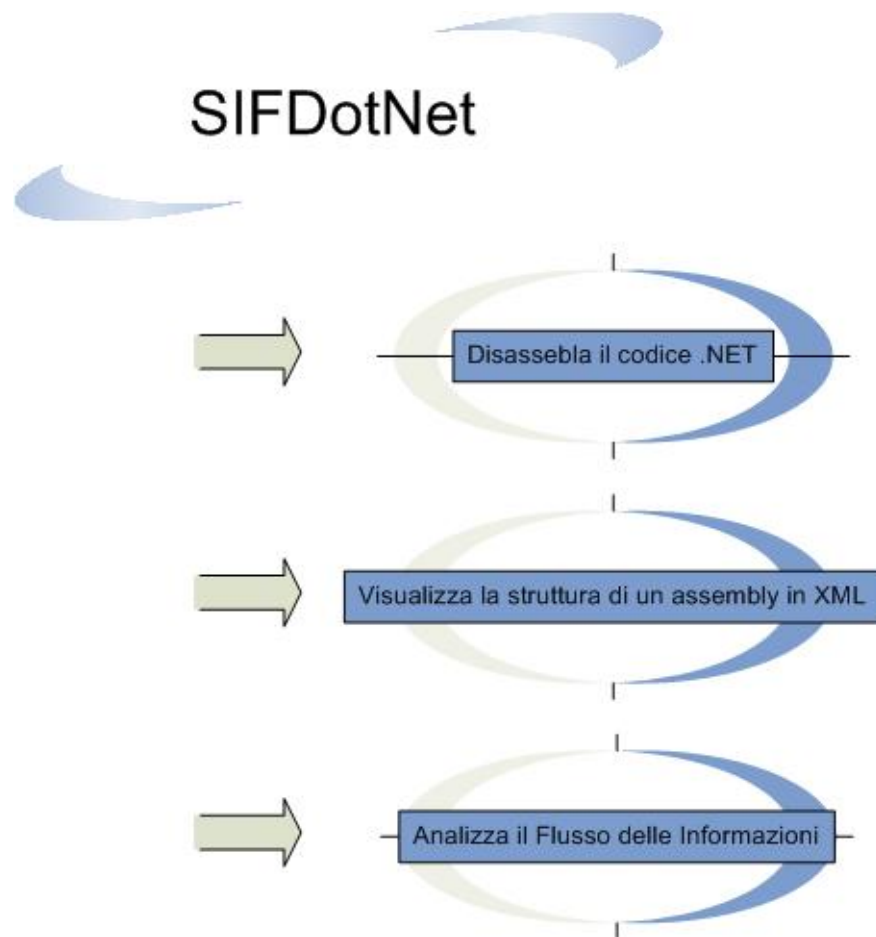 SIFDotNet
Disassebla il codice .NET
Visualizza la struttura di un assembly in XML
Analizza il Flusso delle Informazioni